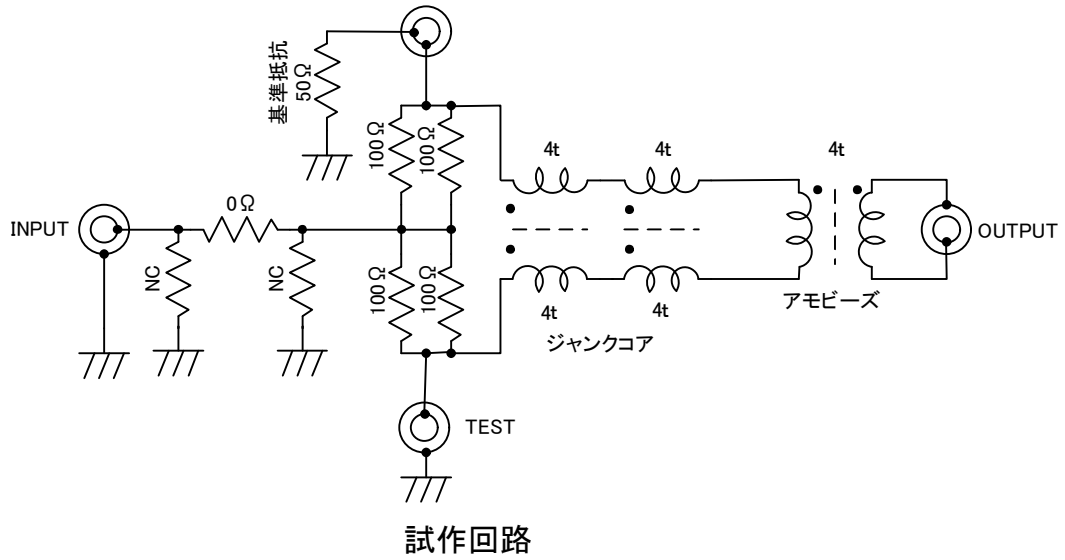 基準抵抗
50Ω
100Ω
100Ω
4t
4t
4t
INPUT
0Ω
OUTPUT
NC
NC
100Ω
100Ω
4t
4t
アモビーズ
ジャンクコア
TEST
試作回路